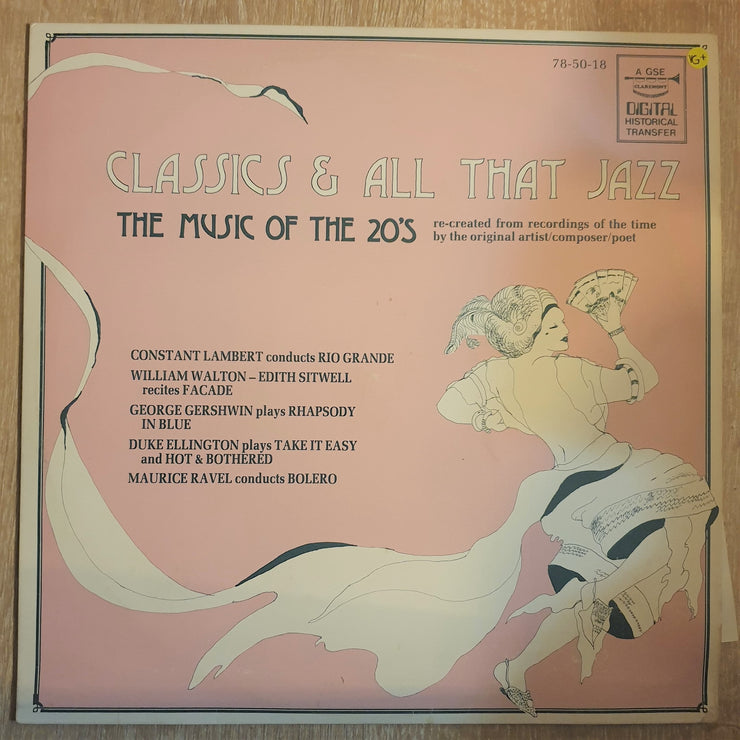 78-50-18
VG+
A GSE
CLAREMONT
DIGITAL
HISTORICAL
TRANSFER
CLASSICS & ALL THAT JAZZ
THE MUSIC OF THE 20'S
re-created from recordings of the time
by the original artist/composer/poet
CONSTANT LAMBERT conducts RIO GRANDE
WILLIAM WALTON – EDITH SITWELL
recites FACADE
GEORGE GERSHWIN plays RHAPSODY
IN BLUE
DUKE ELLINGTON plays TAKE IT EASY
and HOT & BOTHERED
MAURICE RAVEL conducts BOLERO